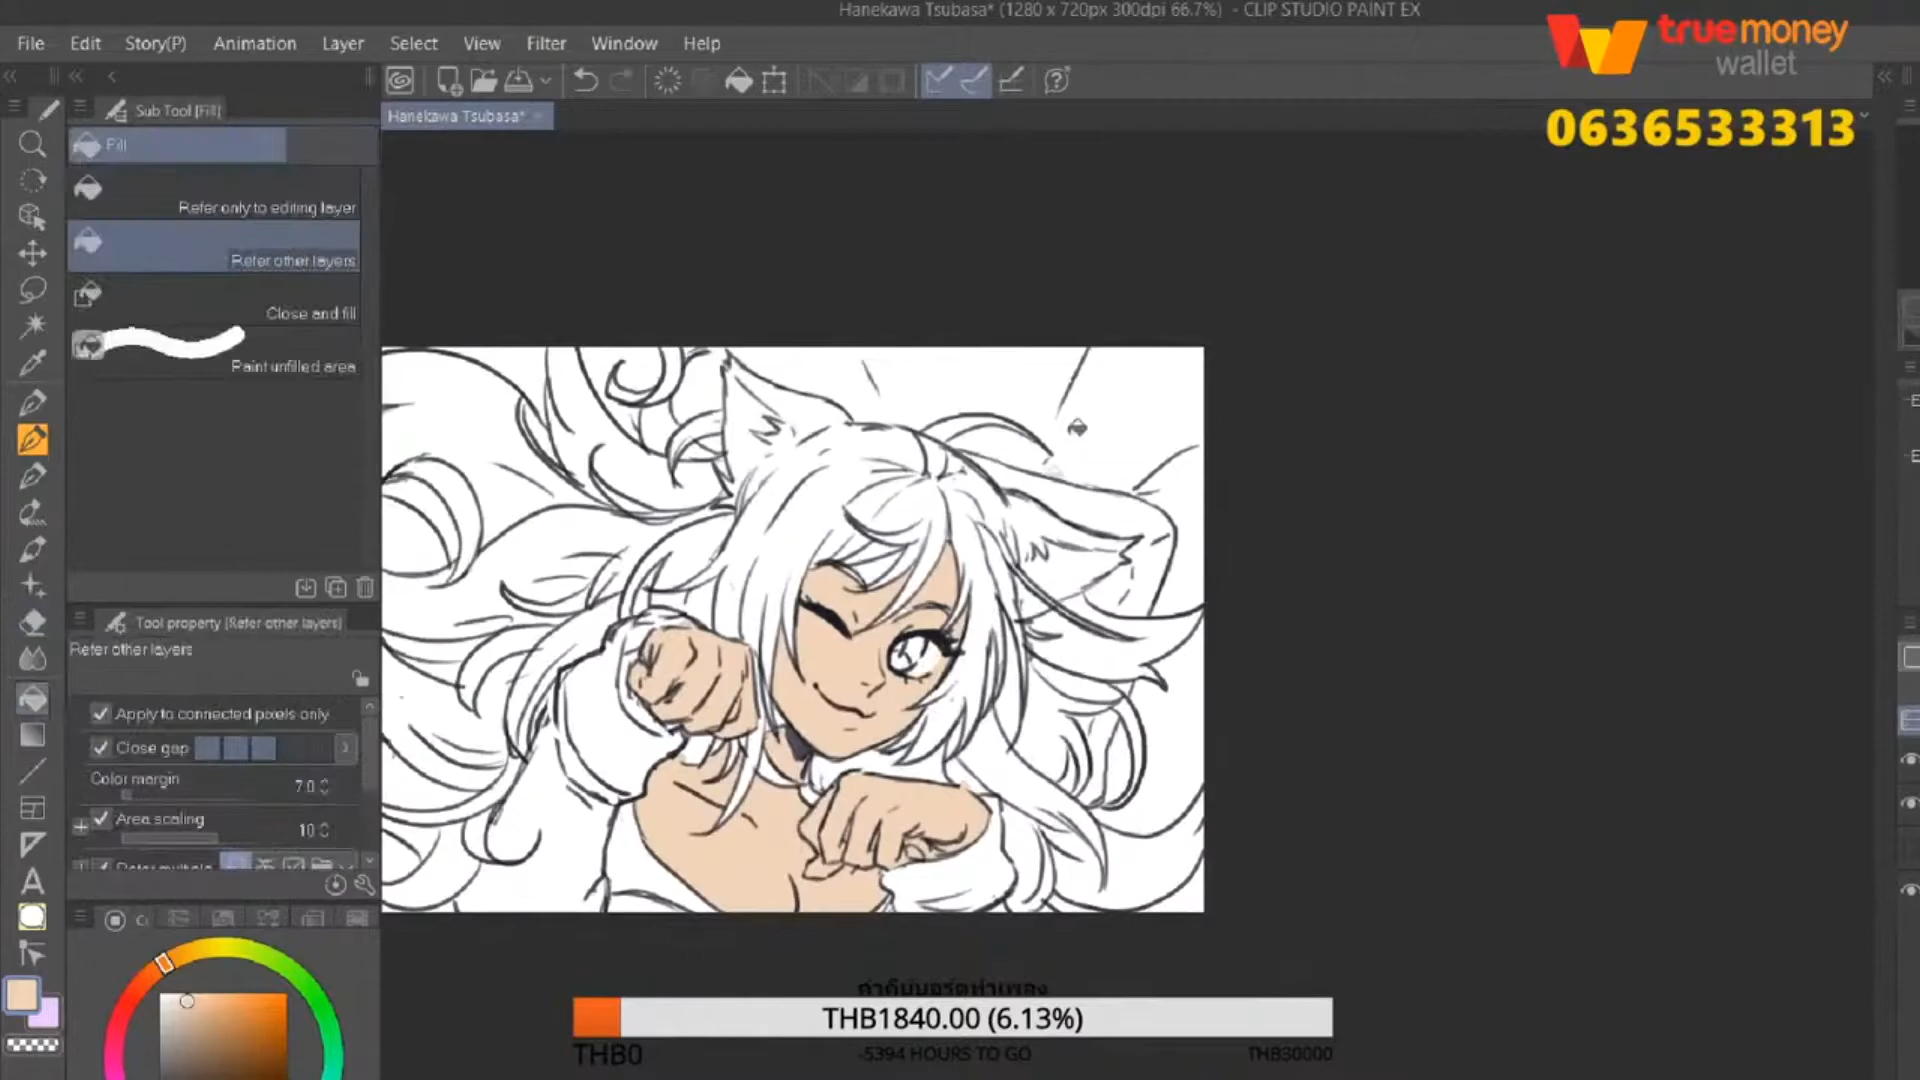 Hanekawa Tsubasa* (1280 x 720px 300dpi 66.7%) - CLIP STUDIO PAINT EX
File Edit Story(P) Animation Layer Select View Filter Window Help
truemoney
wallet
0636533313
Sub Tool [Fill]
Hanekawa Tsubasa*
Fill
Refer only to editing layer
Refer other layers
Close and fill
Paint unfilled area
Tool property [Refer other layers]
Refer other layers
Apply to connected pixels only
Close gap
Color margin 7.0
Area scaling 10
Refer multiple
THB1840.00 (6.13%)
THB0 -5394 HOURS TO GO THB30000